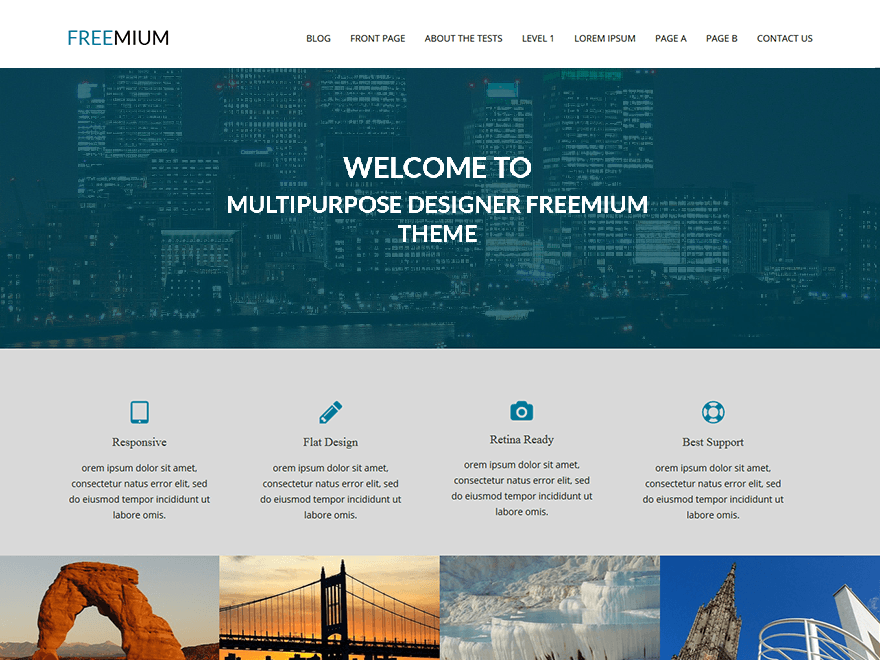 FREEMIUM
BLOG FRONT PAGE ABOUT THE TESTS LEVEL 1 LOREM IPSUM PAGE A PAGE B CONTACT US
WELCOME TO
MULTIPURPOSE DESIGNER FREEMIUM
THEME
Responsive
orem ipsum dolor sit amet,
consectetur natus error elit, sed
do eiusmod tempor incididunt ut
labore omis.
Flat Design
orem ipsum dolor sit amet,
consectetur natus error elit, sed
do eiusmod tempor incididunt ut
labore omis.
Retina Ready
orem ipsum dolor sit amet,
consectetur natus error elit, sed
do eiusmod tempor incididunt ut
labore omis.
Best Support
orem ipsum dolor sit amet,
consectetur natus error elit, sed
do eiusmod tempor incididunt ut
labore omis.